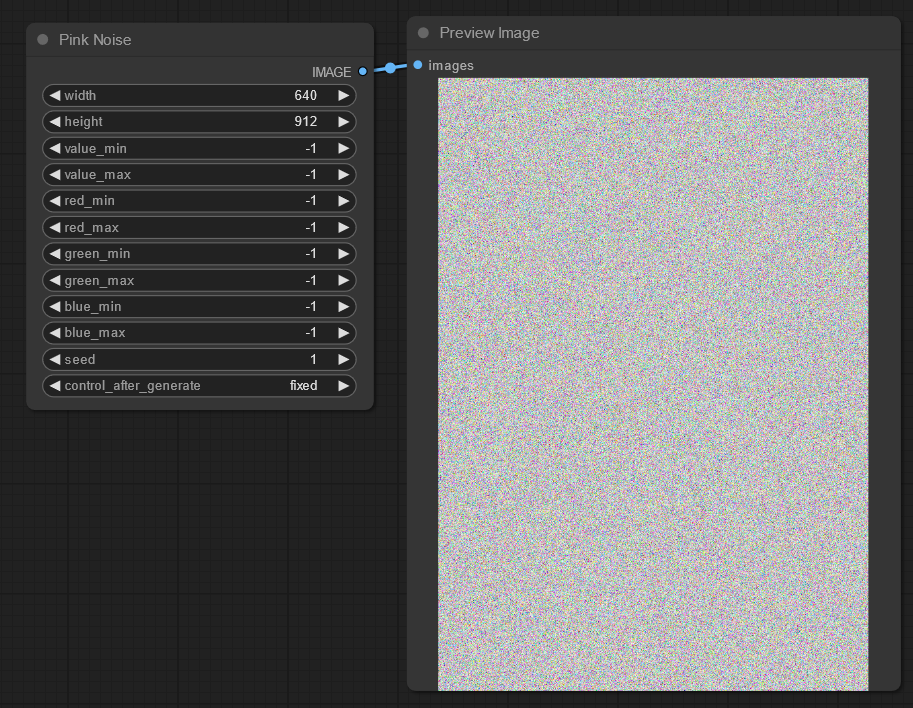 Pink Noise
IMAGE
width 640
height 912
value_min -1
value_max -1
red_min -1
red_max -1
green_min -1
green_max -1
blue_min -1
blue_max -1
seed 1
control_after_generate fixed
Preview Image
images